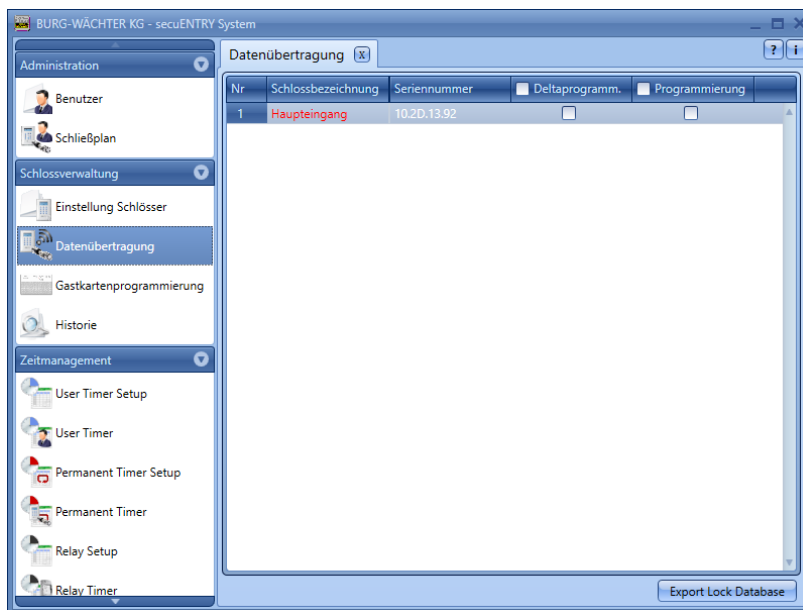 BURG-WÄCHTER KG - secuENTRY System
Administration
Benutzer
Schließplan
Schlossverwaltung
Einstellung Schlösser
Datenübertragung
Gastkartenprogrammierung
Historie
Zeitmanagement
User Timer Setup
User Timer
Permanent Timer Setup
Permanent Timer
Relay Setup
Relay Timer
Datenübertragung x
? i
Nr Schlossbezeichnung Seriennummer Deltaprogramm. Programmierung
1 Haupteingang 10.2D.13.92
Export Lock Database